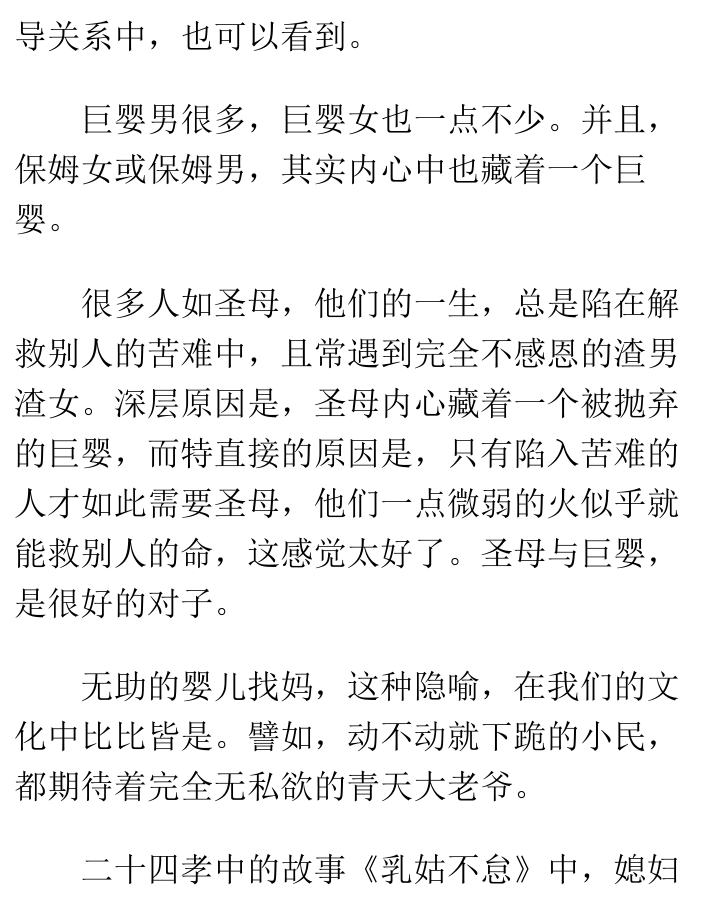 导关系中，也可以看到。
巨婴男很多，巨婴女也一点不少。并且，
保姆女或保姆男，其实内心中也藏着一个巨
婴。
很多人如圣母，他们的一生，总是陷在解
救别人的苦难中，且常遇到完全不感恩的渣男
渣女。深层原因是，圣母内心藏着一个被抛弃
的巨婴，而特直接的原因是，只有陷入苦难的
人才如此需要圣母，他们一点微弱的火似乎就
能救别人的命，这感觉太好了。圣母与巨婴，
是很好的对子。
无助的婴儿找妈，这种隐喻，在我们的文
化中比比皆是。譬如，动不动就下跪的小民，
都期待着完全无私欲的青天大老爷。
二十四孝中的故事《乳姑不怠》中，媳妇